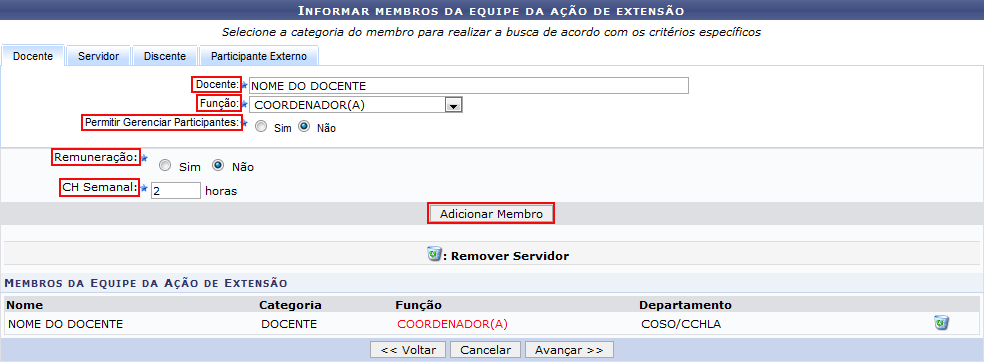 INFORMAR MEMBROS DA EQUIPE DA AÇÃO DE EXTENSÃO
Selecione a categoria do membro para realizar a busca de acordo com os critérios específicos
Docente Servidor Discente Participante Externo
Docente: NOME DO DOCENTE
Função: COORDENADOR(A)
Permitir Gerenciar Participantes: Sim Não
Remuneração: Sim Não
CH Semanal: 2 horas
Adicionar Membro
: Remover Servidor
MEMBROS DA EQUIPE DA AÇÃO DE EXTENSÃO
Nome Categoria Função Departamento
NOME DO DOCENTE DOCENTE COORDENADOR(A) COSO/CCHLA
<< Voltar Cancelar Avançar >>